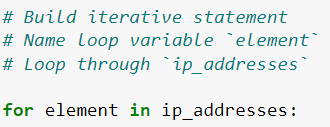 # Build iterative statement
# Name loop variable `element`
# Loop through `ip_addresses`
for element in ip_addresses: